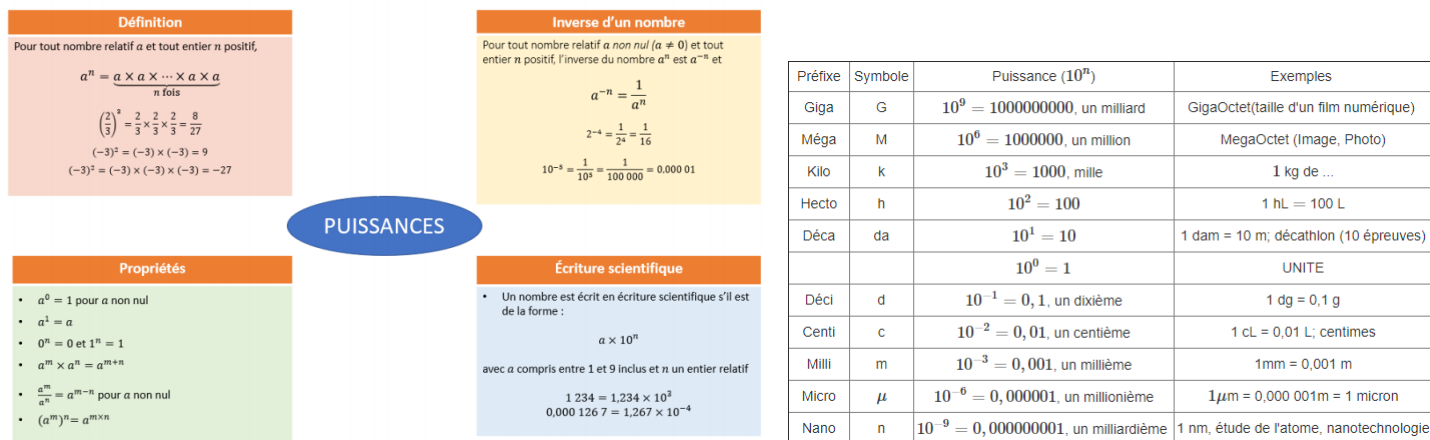 Définition
Pour tout nombre relatif a et tout entier n positif,
aⁿ = a × a × ⋯ × a × a
n fois
(2/3)³ = 2/3 × 2/3 × 2/3 = 8/27
(−3)² = (−3) × (−3) = 9
(−3)³ = (−3) × (−3) × (−3) = −27
Inverse d'un nombre
Pour tout nombre relatif a non nul (a ≠ 0) et tout
entier n positif, l'inverse du nombre aⁿ est a⁻ⁿ et
a⁻ⁿ = 1/aⁿ
2⁻⁴ = 1/2⁴ = 1/16
10⁻⁵ = 1/10⁵ = 1/100 000 = 0,000 01
PUISSANCES
Propriétés
• a⁰ = 1 pour a non nul
• a¹ = a
• 0ⁿ = 0 et 1ⁿ = 1
• aᵐ × aⁿ = aᵐ⁺ⁿ
• aᵐ/aⁿ = aᵐ⁻ⁿ pour a non nul
• (aᵐ)ⁿ= aᵐˣⁿ
Écriture scientifique
• Un nombre est écrit en écriture scientifique s'il est
de la forme :
a × 10ⁿ
avec a compris entre 1 et 9 inclus et n un entier relatif
1 234 = 1,234 × 10³
0,000 126 7 = 1,267 × 10⁻⁴
Préfixe Symbole Puissance (10ⁿ) Exemples
Giga G 10⁹ = 1000000000, un milliard GigaOctet(taille d'un film numérique)
Méga M 10⁶ = 1000000, un million MegaOctet (Image, Photo)
Kilo k 10³ = 1000, mille 1 kg de ...
Hecto h 10² = 100 1 hL = 100 L
Déca da 10¹ = 10 1 dam = 10 m; décathlon (10 épreuves)
10⁰ = 1 UNITE
Déci d 10⁻¹ = 0,1, un dixième 1 dg = 0,1 g
Centi c 10⁻² = 0,01, un centième 1 cL = 0,01 L; centimes
Milli m 10⁻³ = 0,001, un millième 1mm = 0,001 m
Micro μ 10⁻⁶ = 0,000001, un millionième 1μm = 0,000 001m = 1 micron
Nano n 10⁻⁹ = 0,000000001, un milliardième 1 nm, étude de l'atome, nanotechnologie